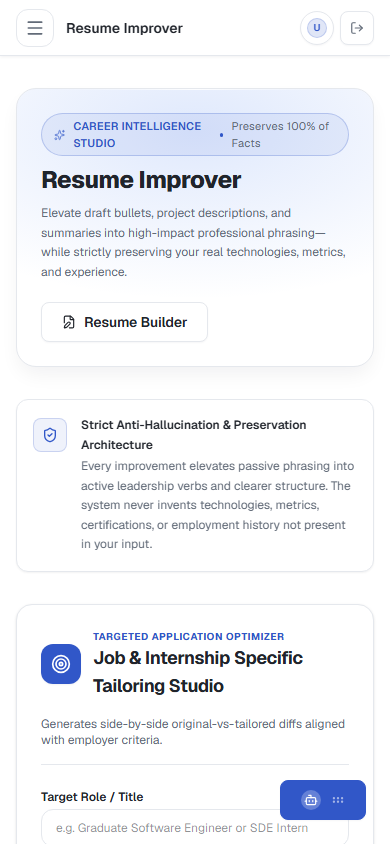 Resume Improver
U
CAREER INTELLIGENCE
STUDIO
Preserves 100% of
Facts
Resume Improver
Elevate draft bullets, project descriptions, and
summaries into high-impact professional phrasing—
while strictly preserving your real technologies, metrics,
and experience.
Resume Builder
Strict Anti-Hallucination & Preservation
Architecture
Every improvement elevates passive phrasing into
active leadership verbs and clearer structure. The
system never invents technologies, metrics,
certifications, or employment history not present
in your input.
TARGETED APPLICATION OPTIMIZER
Job & Internship Specific
Tailoring Studio
Generates side-by-side original-vs-tailored diffs aligned
with employer criteria.
Target Role / Title
e.g. Graduate Software Engineer or SDE Intern